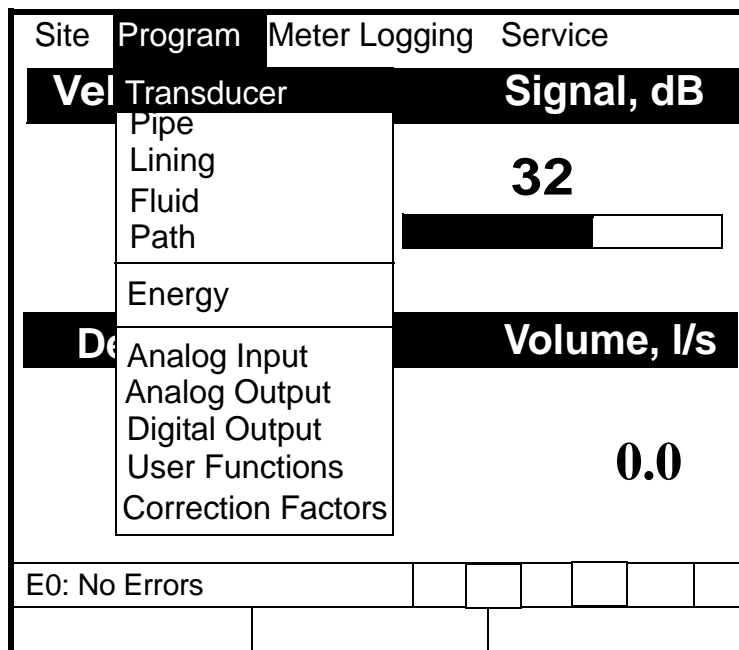 Site Program Meter Logging Service
Vel Signal, dB
Transducer
Pipe
Lining
Fluid
Path
32
Energy
De Volume, l/s
Analog Input
Analog Output
Digital Output
User Functions
Correction Factors
0.0
E0: No Errors